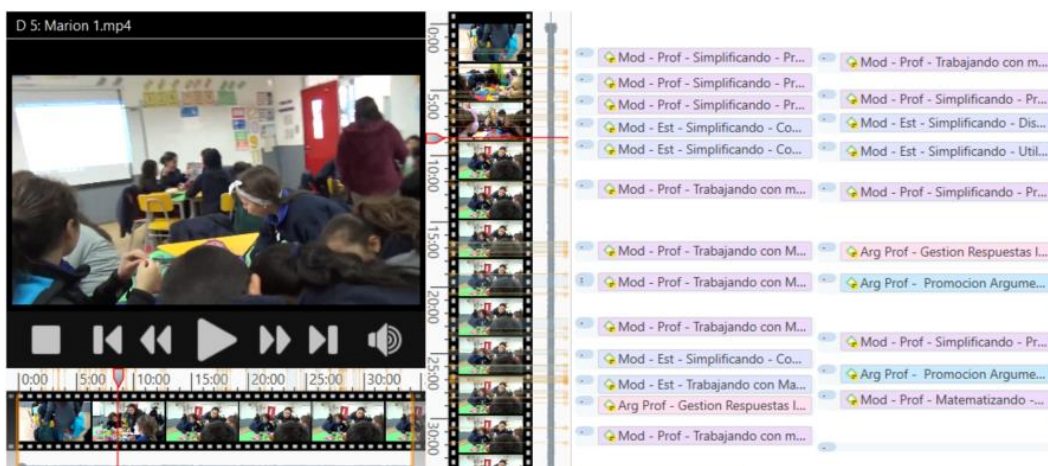 D 5: Marion 1.mp4
0:00
5:00
10:00
15:00
20:00
25:00
30:00
0:00
5:00
10:00
15:00
20:00
25:00
30:00
Mod - Prof - Simplificando - Pr...
Mod - Prof - Simplificando - Pr...
Mod - Prof - Simplificando - Pr...
Mod - Est - Simplificando - Co...
Mod - Est - Simplificando - Co...
Mod - Prof - Trabajando con m...
Mod - Prof - Trabajando con M...
Mod - Prof - Trabajando con M...
Mod - Prof - Trabajando con M...
Mod - Est - Simplificando - Co...
Mod - Est - Trabajando con Ma...
Arg Prof - Gestion Respuestas I...
Mod - Prof - Trabajando con m...
Mod - Prof - Trabajando con m...
Mod - Prof - Simplificando - Pr...
Mod - Est - Simplificando - Dis...
Mod - Est - Simplificando - Util...
Mod - Prof - Simplificando - Pr...
Arg Prof - Gestion Respuestas I...
Arg Prof - Promocion Argume...
Mod - Prof - Simplificando - Pr...
Arg Prof - Promocion Argume...
Mod - Prof - Matematizando -...